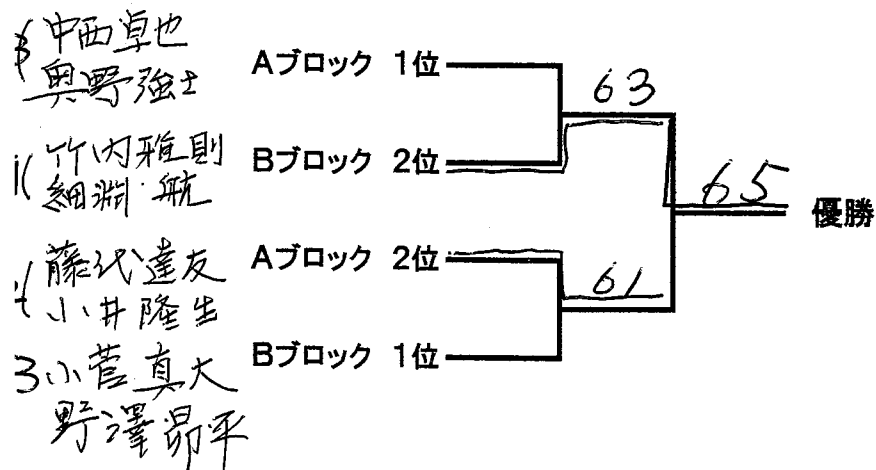 中西卓也
奥野強士
Aブロック 1位
63
竹内雅則
細淵 航
Bブロック 2位
65
優勝
藤代達友
小井隆生
Aブロック 2位
61
3 小菅真大
野澤昴平
Bブロック 1位